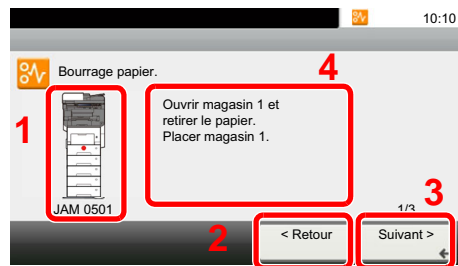 10:10
Bourrage papier.
4
1
Ouvrir magasin 1 et
retirer le papier.
Placer magasin 1.
JAM 0501
1/3
3
2
< Retour
Suivant >